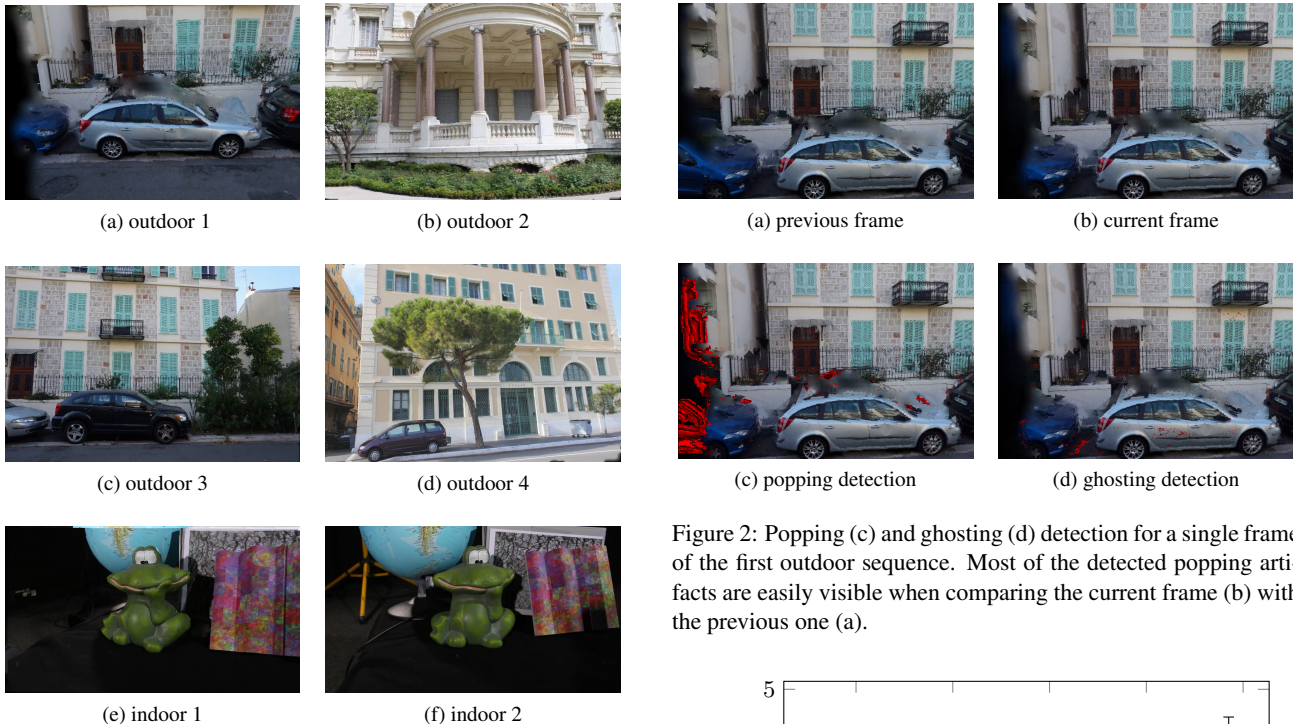 (a) outdoor 1
(b) outdoor 2
(c) outdoor 3
(d) outdoor 4
(e) indoor 1
(f) indoor 2
(a) previous frame
(b) current frame
(c) popping detection
(d) ghosting detection
Figure 2: Popping (c) and ghosting (d) detection for a single frame
of the first outdoor sequence. Most of the detected popping arti-
facts are easily visible when comparing the current frame (b) with
the previous one (a).
5